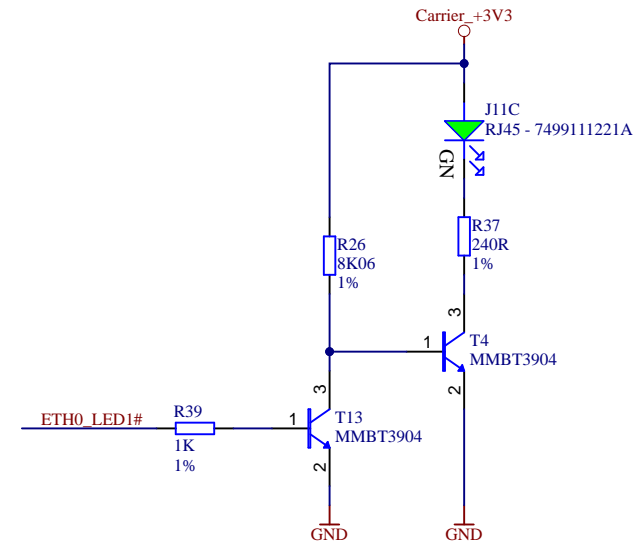 Carrier_+3V3
J11C
RJ45 - 7499111221A
GN
R37
240R
1%
R26
8K06
1%
3
1
T4
MMBT3904
2
3
ETH0_LED1#
R39
1K
1%
1
T13
MMBT3904
2
GND
GND